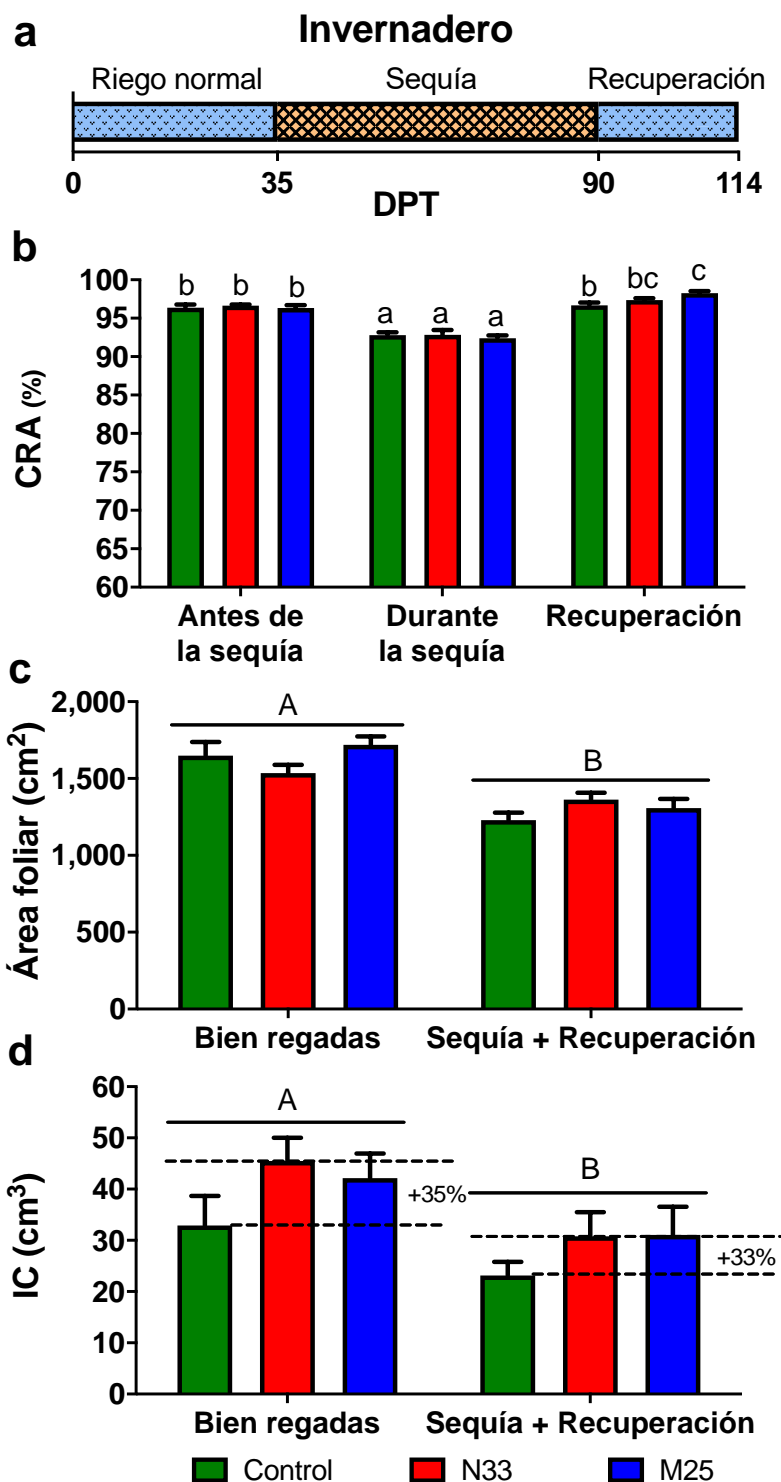 a
Invernadero
Riego normal Sequía Recuperación
0 35 90 114
DPT
b
CRA (%)
100
95
90
85
80
75
70
65
60
b b b a a a b bc c
Antes de la sequía
Durante la sequía
Recuperación
c
Área foliar (cm²)
2,000
1,500
1,000
500
0
A
B
Bien regadas Sequía + Recuperación
d
IC (cm³)
60
50
40
30
20
10
0
A
+35%
B
+33%
Bien regadas Sequía + Recuperación
Control N33 M25